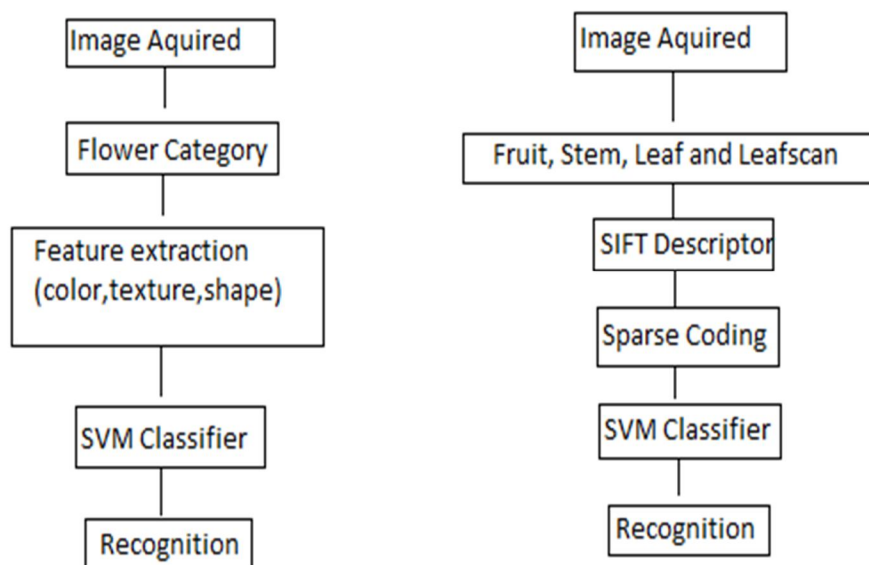 Image Aquired
Flower Category
Feature extraction
(color,texture,shape)
SVM Classifier
Recognition
Image Aquired
Fruit, Stem, Leaf and Leafscan
SIFT Descriptor
Sparse Coding
SVM Classifier
Recognition